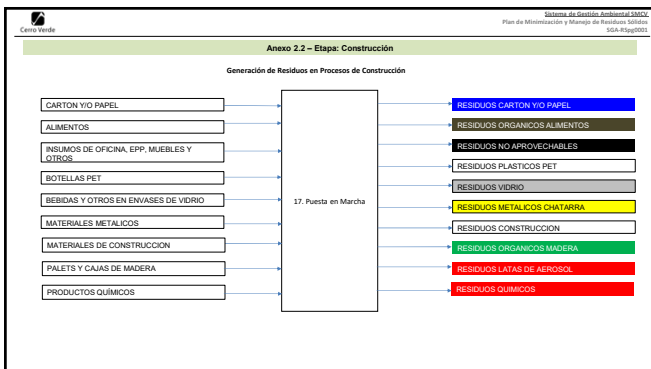 Cerro Verde
Sistema de Gestión Ambiental SMCV
Plan de Minimización y Manejo de Residuos Sólidos
SGA-RSpg0001
Anexo 2.2 – Etapa: Construcción
Generación de Residuos en Procesos de Construcción
CARTON Y/O PAPEL
ALIMENTOS
INSUMOS DE OFICINA, EPP, MUEBLES Y
OTROS
BOTELLAS PET
BEBIDAS Y OTROS EN ENVASES DE VIDRIO
MATERIALES METALICOS
MATERIALES DE CONSTRUCCION
PALETS Y CAJAS DE MADERA
PRODUCTOS QUÍMICOS
17. Puesta en Marcha
RESIDUOS CARTON Y/O PAPEL
RESIDUOS ORGANICOS ALIMENTOS
RESIDUOS NO APROVECHABLES
RESIDUOS PLASTICOS PET
RESIDUOS VIDRIO
RESIDUOS METALICOS CHATARRA
RESIDUOS CONSTRUCCION
RESIDUOS ORGANICOS MADERA
RESIDUOS LATAS DE AEROSOL
RESIDUOS QUIMICOS